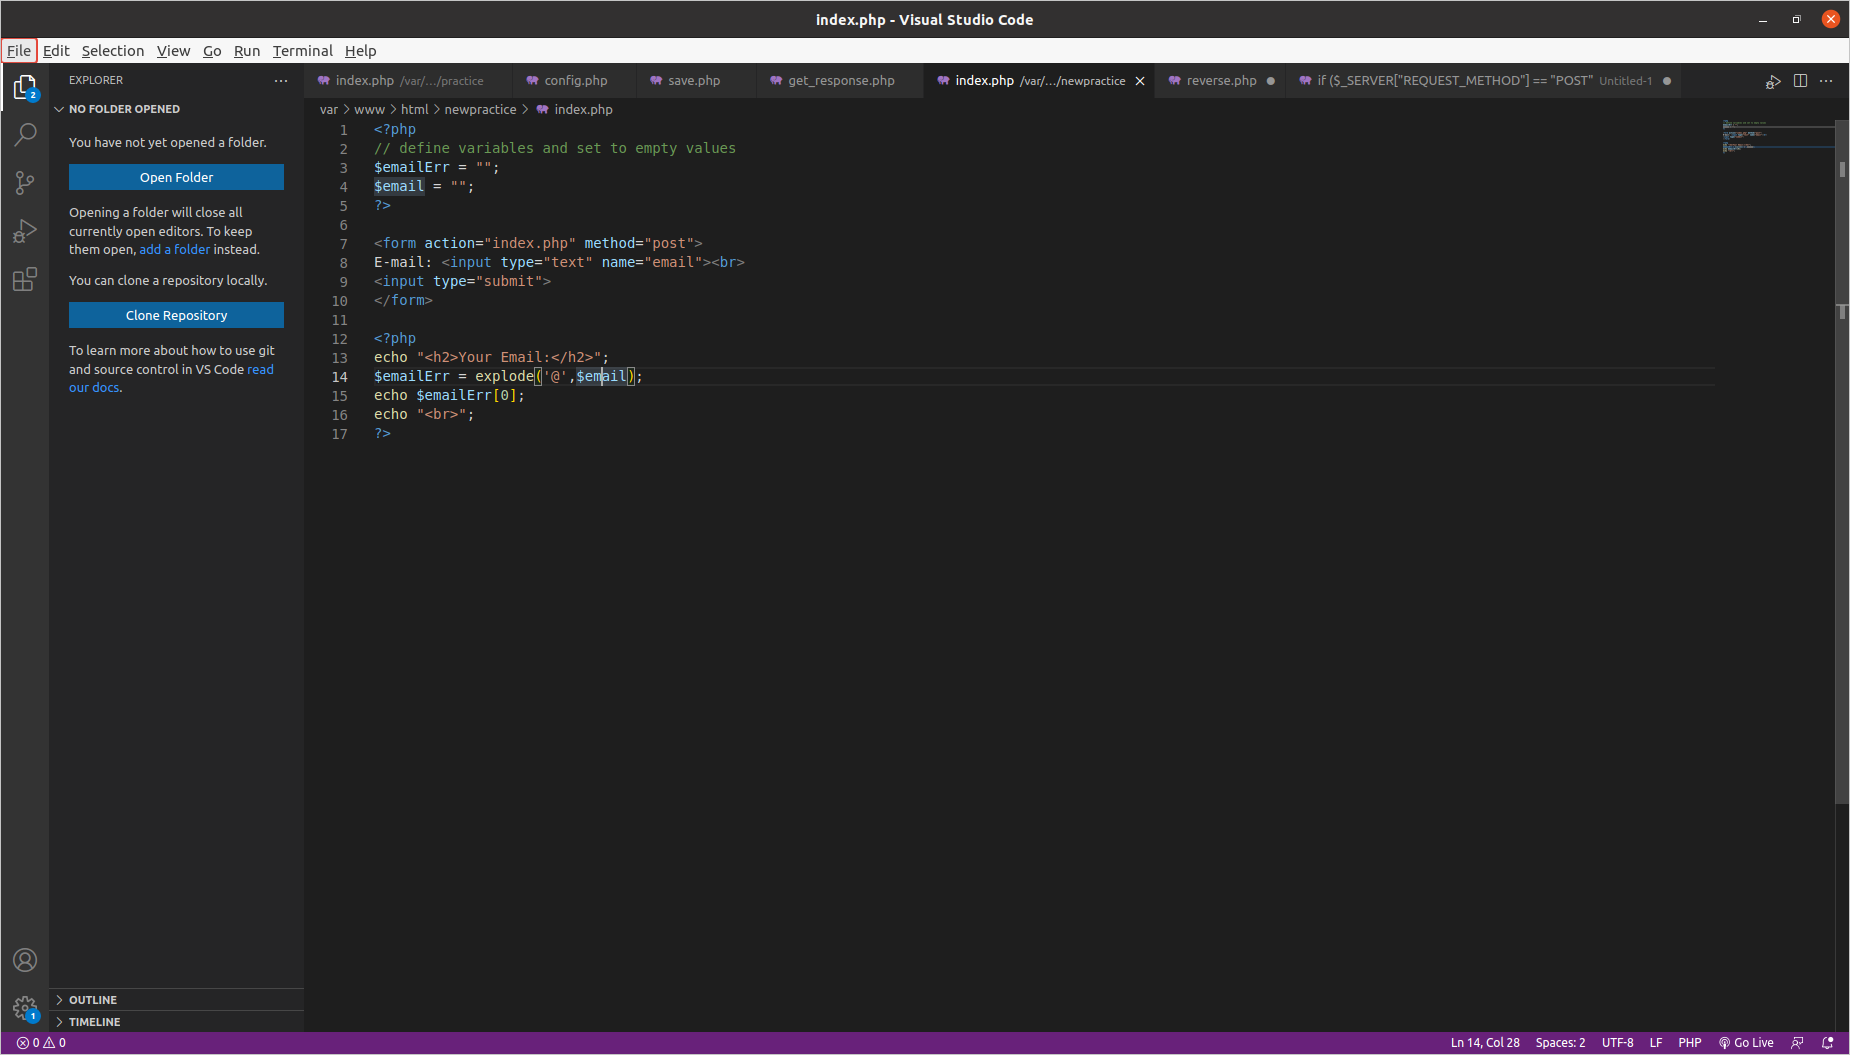 index.php - Visual Studio Code
File Edit Selection View Go Run Terminal Help
2
EXPLORER
NO FOLDER OPENED
You have not yet opened a folder.
Open Folder
Opening a folder will close all
currently open editors. To keep
them open, add a folder instead.
You can clone a repository locally.
Clone Repository
To learn more about how to use git
and source control in VS Code read
our docs.
OUTLINE
TIMELINE
1
index.php /var/.../practice config.php save.php get_response.php index.php /var/.../newpractice reverse.php if ($_SERVER["REQUEST_METHOD"] == "POST" Untitled-1
var > www > html > newpractice > index.php
1 <?php
2 // define variables and set to empty values
3 $emailErr = "";
4 $email = "";
5 ?>
6
7 <form action="index.php" method="post">
8 E-mail: <input type="text" name="email"><br>
9 <input type="submit">
10 </form>
11
12 <?php
13 echo "<h2>Your Email:</h2>";
14 $emailErr = explode('@',$email);
15 echo $emailErr[0];
16 echo "<br>";
17 ?>
0 0 Ln 14, Col 28 Spaces: 2 UTF-8 LF PHP Go Live